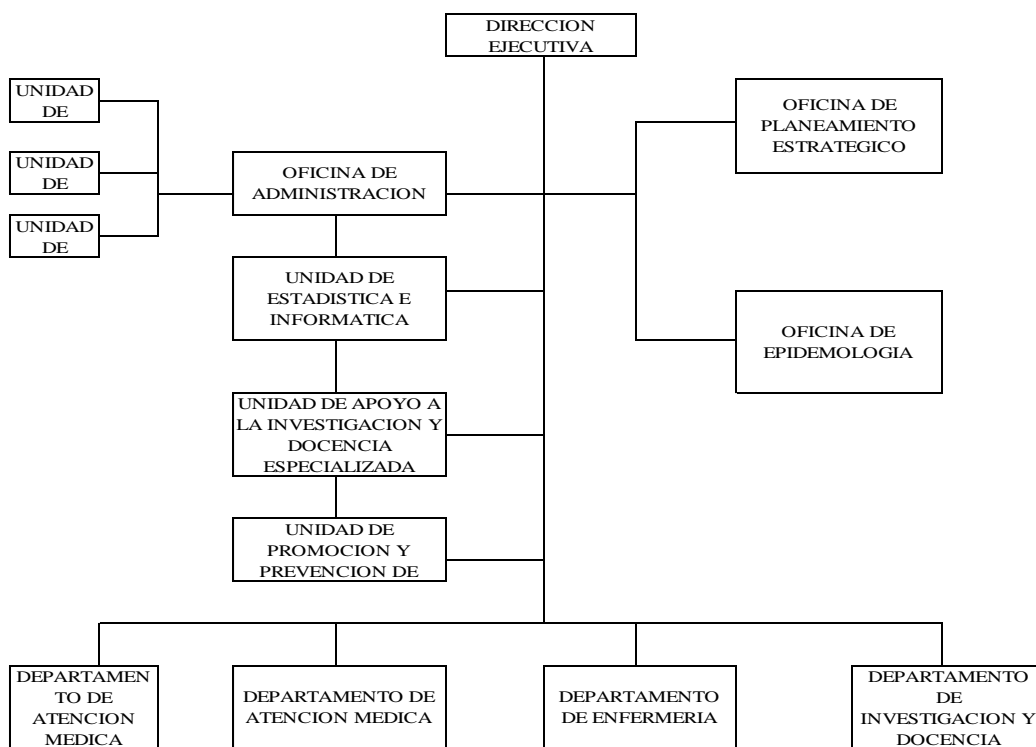 DIRECCION
EJECUTIVA
UNIDAD
DE
UNIDAD
DE
UNIDAD
DE
OFICINA DE
ADMINISTRACION
OFICINA DE
PLANEAMIENTO
ESTRATEGICO
UNIDAD DE
ESTADISTICA E
INFORMATICA
OFICINA DE
EPIDEMOLOGIA
UNIDAD DE APOYO A
LA INVESTIGACION Y
DOCENCIA
ESPECIALIZADA
UNIDAD DE
PROMOCION Y
PREVENCION DE
DEPARTAMEN
TO DE
ATENCION
MEDICA
DEPARTAMENTO DE
ATENCION MEDICA
DEPARTAMENTO
DE ENFERMERIA
DEPARTAMENTO
DE
INVESTIGACION Y
DOCENCIA